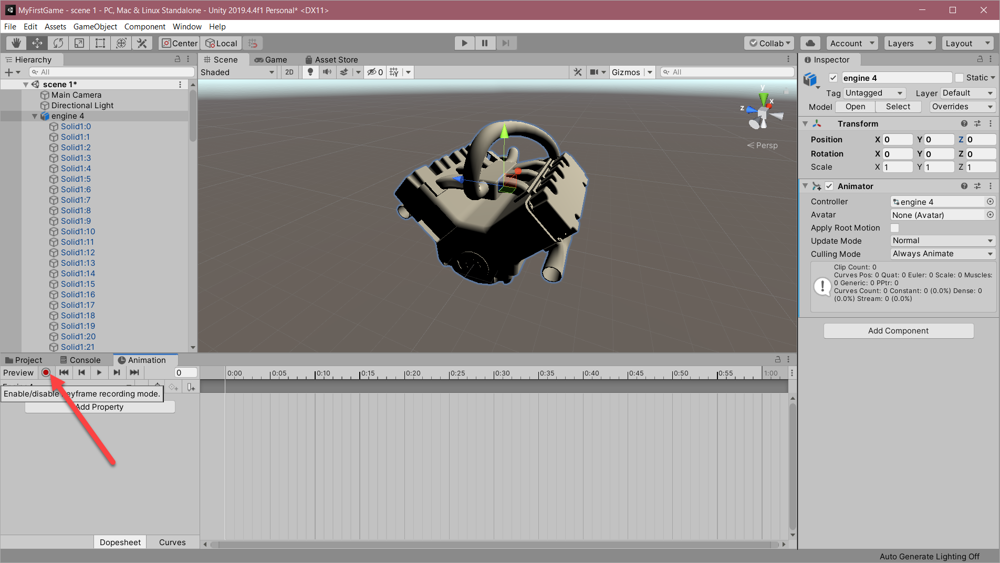 MyFirstGame - scene 1 - PC, Mac & Linux Standalone - Unity 2019.4.4f1 Personal* <DX11>
File Edit Assets GameObject Component Window Help
Center Local Collab Account Layers Layout
Hierarchy
All
scene 1*
Main Camera
Directional Light
engine 4
Solid1:0
Solid1:1
Solid1:2
Solid1:3
Solid1:4
Solid1:5
Solid1:6
Solid1:7
Solid1:8
Solid1:9
Solid1:10
Solid1:11
Solid1:12
Solid1:13
Solid1:14
Solid1:15
Solid1:16
Solid1:17
Solid1:18
Solid1:19
Solid1:20
Solid1:21
Scene Game Asset Store
Shaded 2D 0 Gizmos All
y
x
z
Persp
Inspector
engine 4 Static
Tag Untagged Layer Default
Model Open Select Overrides
Transform
Position X 0 Y 0 Z 0
Rotation X 0 Y 0 Z 0
Scale X 1 Y 1 Z 1
Animator
Controller engine 4
Avatar None (Avatar)
Apply Root Motion
Update Mode Normal
Culling Mode Always Animate
Clip Count: 0
Curves Pos: 0 Quat: 0 Euler: 0 Scale: 0 Muscles:
0 Generic: 0 PPtr: 0
Curves Count: 0 Constant: 0 (0.0%) Dense: 0
(0.0%) Stream: 0 (0.0%)
Add Component
Project Console Animation
Preview 0 0:00 0:05 0:10 0:15 0:20 0:25 0:30 0:35 0:40 0:45 0:50 0:55 1:00
Enable/disable keyframe recording mode.
Add Property
Dopesheet Curves
Auto Generate Lighting Off